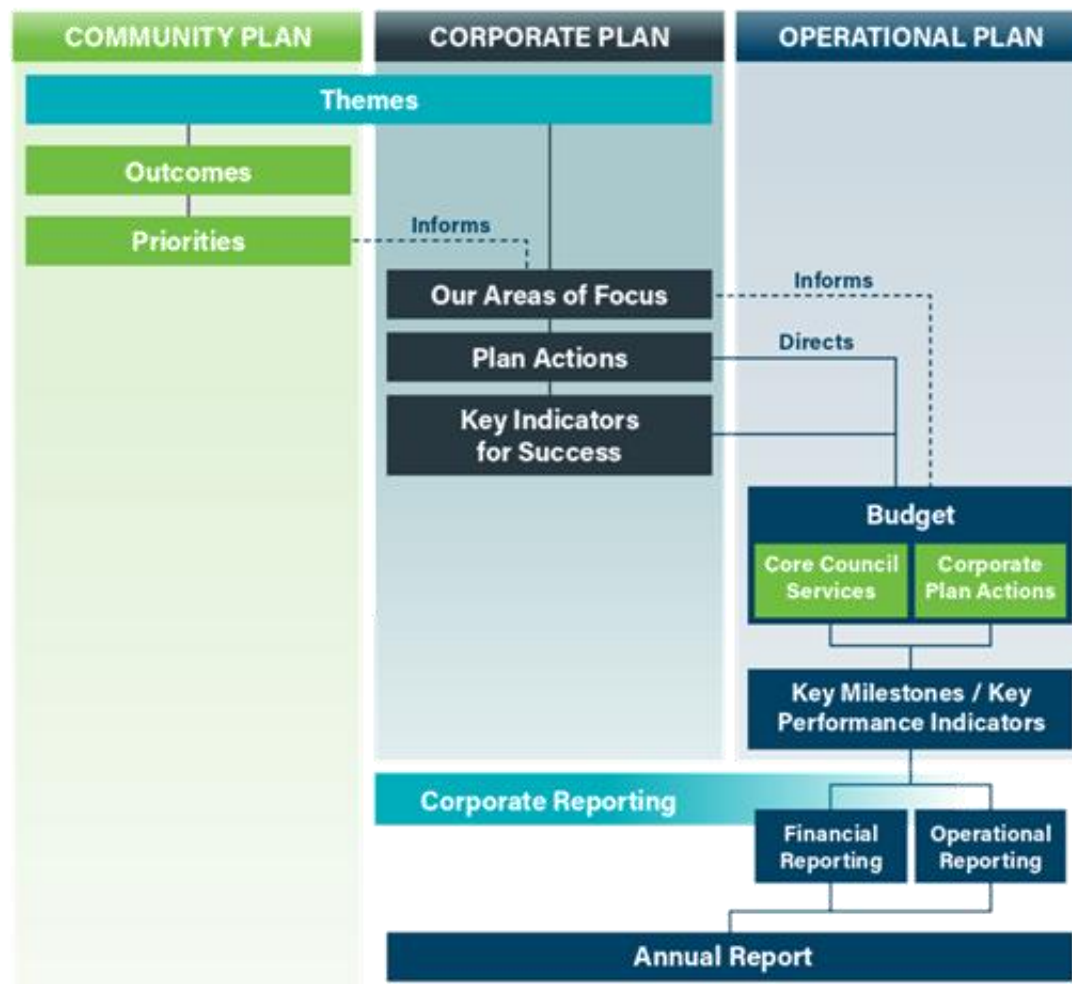 COMMUNITY PLAN
CORPORATE PLAN
OPERATIONAL PLAN
Themes
Outcomes
Priorities
Informs
Our Areas of Focus
Informs
Plan Actions
Directs
Key Indicators
for Success
Budget
Core Council
Services
Corporate
Plan Actions
Key Milestones / Key
Performance Indicators
Corporate Reporting
Financial
Reporting
Operational
Reporting
Annual Report